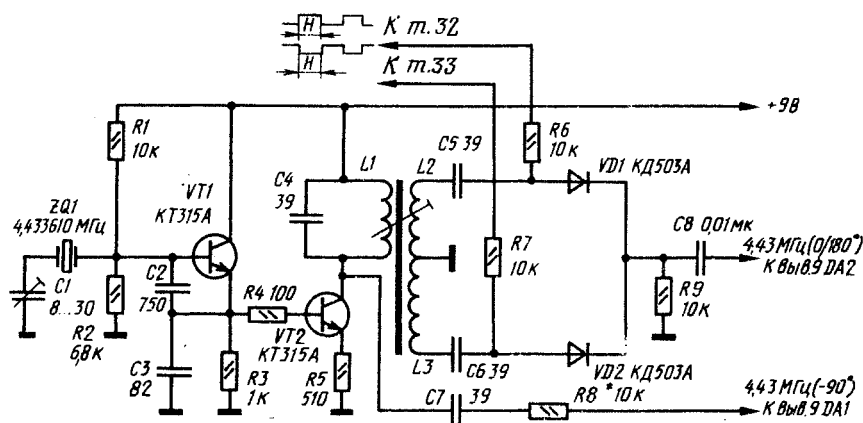 Н
К т.32
Н
К т.33
+9В
R1
10к
R6
10к
C5 39
L1
L2
VD1 КД503А
C4
39
ZQ1
4,433610 МГц
VT1
КТ315А
C8 0,01мк
R7
10к
4,43 МГц(0/180°)
К выв.9 DA2
C1
8...30
C2
750
R4 100
R9
10к
R2
6,8к
VT2
КТ315А
C3
82
R3
1к
R5
510
L3
C6 39
VD2 КД503А
C7
39
R8 * 10к
4,43 МГц(-90°)
К выв.9 DA1